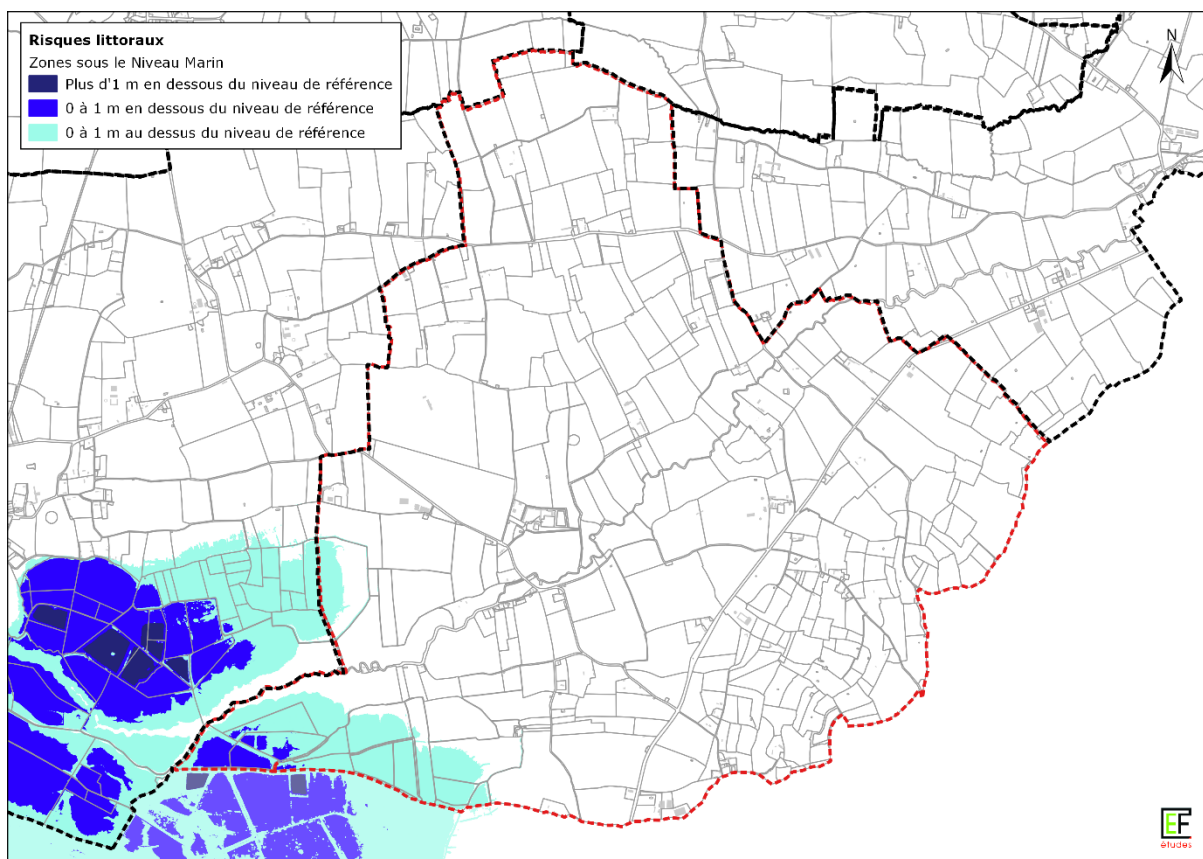 Risques littoraux
Zones sous le Niveau Marin
Plus d'1 m en dessous du niveau de référence
0 à 1 m en dessous du niveau de référence
0 à 1 m au dessus du niveau de référence
N
EF
études